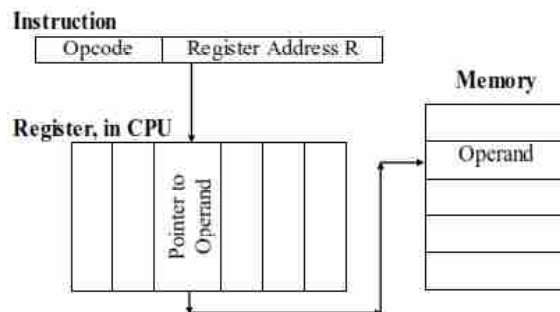 Instruction
Opcode Register Address R
Memory
Register, in CPU
Operand
Pointer to
Operand